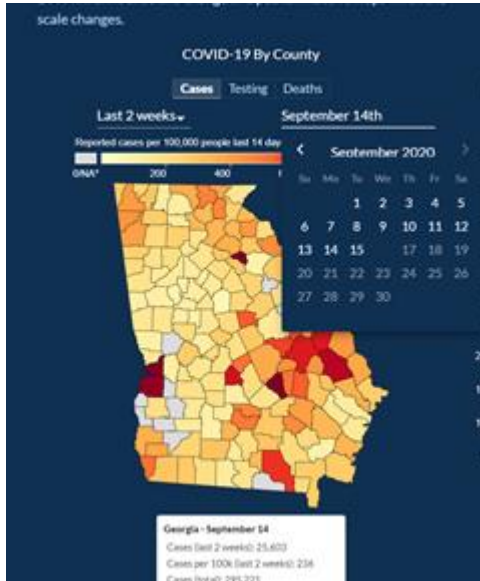 scale changes.
COVID-19 By County
Cases Testing Deaths
Last 2 weeks
September 14th
Reported cases per 100,000 people last 14 day
0/NA* 200 400
September 2020
Su Mo Tu We Th Fr Sa
1 2 3 4 5
6 7 8 9 10 11 12
13 14 15 17 18 19
20 21 22 23 24 25 26
27 28 29 30
Georgia - September 14
Cases (last 2 weeks): 25,603
Cases per 100k (last 2 weeks): 236
Cases (total):